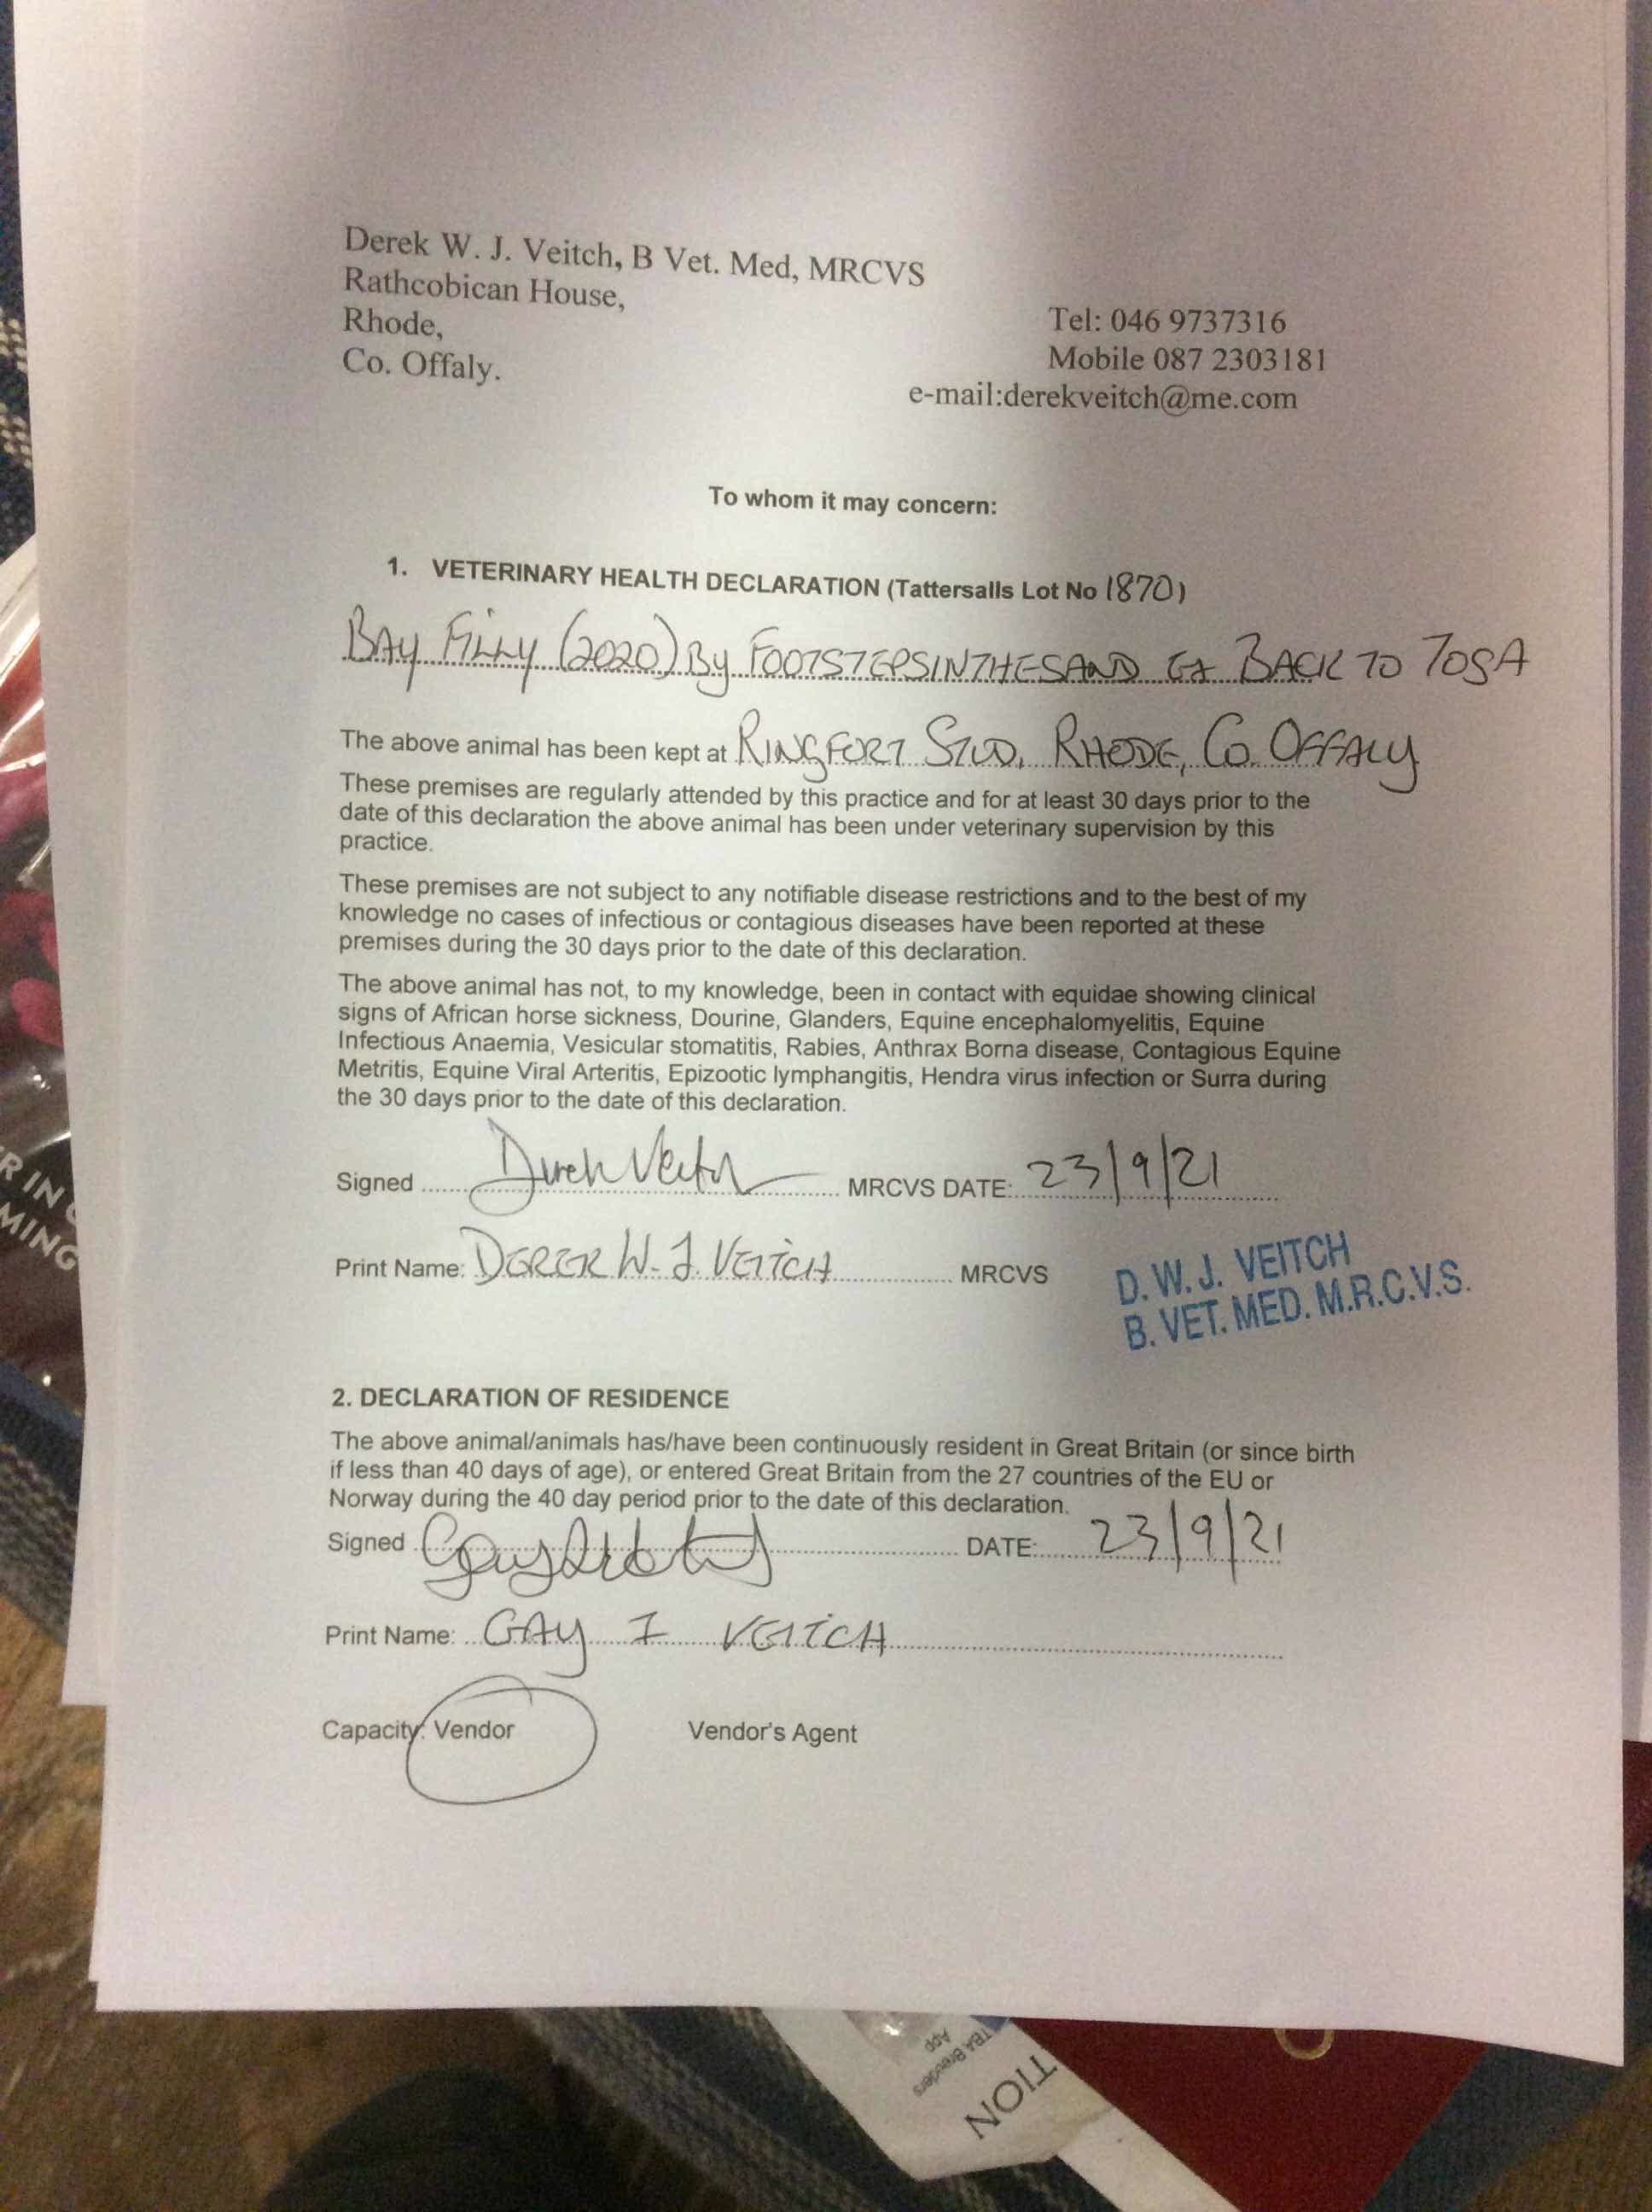 Derek W. J. Veitch, B Vet. Med, MRCVS
Rathcobican House,
Rhode,
Co. Offaly.
Tel: 046 9737316
Mobile 087 2303181
e-mail:derekveitch@me.com
To whom it may concern:
1. VETERINARY HEALTH DECLARATION (Tattersalls Lot No 1870)
BAY FILLY (2020) By FOOTSTEPSINTHESAND Ex BACK TO TOSA
The above animal has been kept at RINGFORT STUD, RHODE, Co. OFFALY
These premises are regularly attended by this practice and for at least 30 days prior to the
date of this declaration the above animal has been under veterinary supervision by this
practice.
These premises are not subject to any notifiable disease restrictions and to the best of my
knowledge no cases of infectious or contagious diseases have been reported at these
premises during the 30 days prior to the date of this declaration.
The above animal has not, to my knowledge, been in contact with equidae showing clinical
signs of African horse sickness, Dourine, Glanders, Equine encephalomyelitis, Equine
Infectious Anaemia, Vesicular stomatitis, Rabies, Anthrax Borna disease, Contagious Equine
Metritis, Equine Viral Arteritis, Epizootic lymphangitis, Hendra virus infection or Surra during
the 30 days prior to the date of this declaration.
Signed Derek Veitch MRCVS DATE: 23/9/21
Print Name: DEREK W. J. VEITCH MRCVS
D. W. J. VEITCH
B. VET. MED. M.R.C.V.S.
2. DECLARATION OF RESIDENCE
The above animal/animals has/have been continuously resident in Great Britain (or since birth
if less than 40 days of age), or entered Great Britain from the 27 countries of the EU or
Norway during the 40 day period prior to the date of this declaration.
Signed DATE: 23/9/21
Print Name: GAY I VEITCH
Capacity: Vendor Vendor's Agent
R IN
MING
TBA Breeders
App
TION